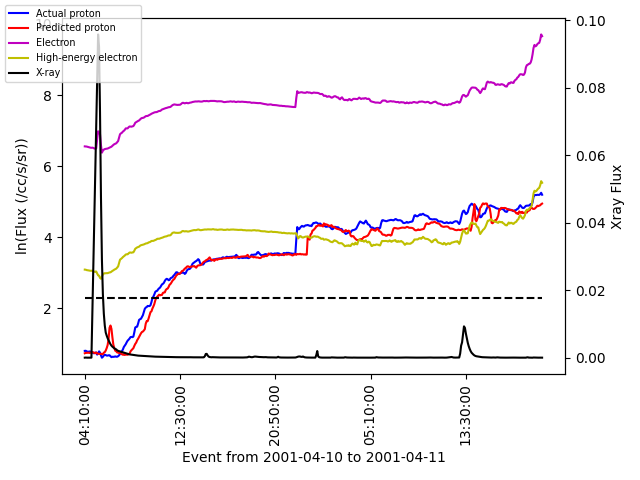 Actual proton
Predicted proton
Electron
High-energy electron
X-ray
8
6
4
2
ln(Flux (/cc/s/sr))
0.10
0.08
0.06
0.04
0.02
0.00
Xray Flux
04:10:00
12:30:00
20:50:00
05:10:00
13:30:00
Event from 2001-04-10 to 2001-04-11